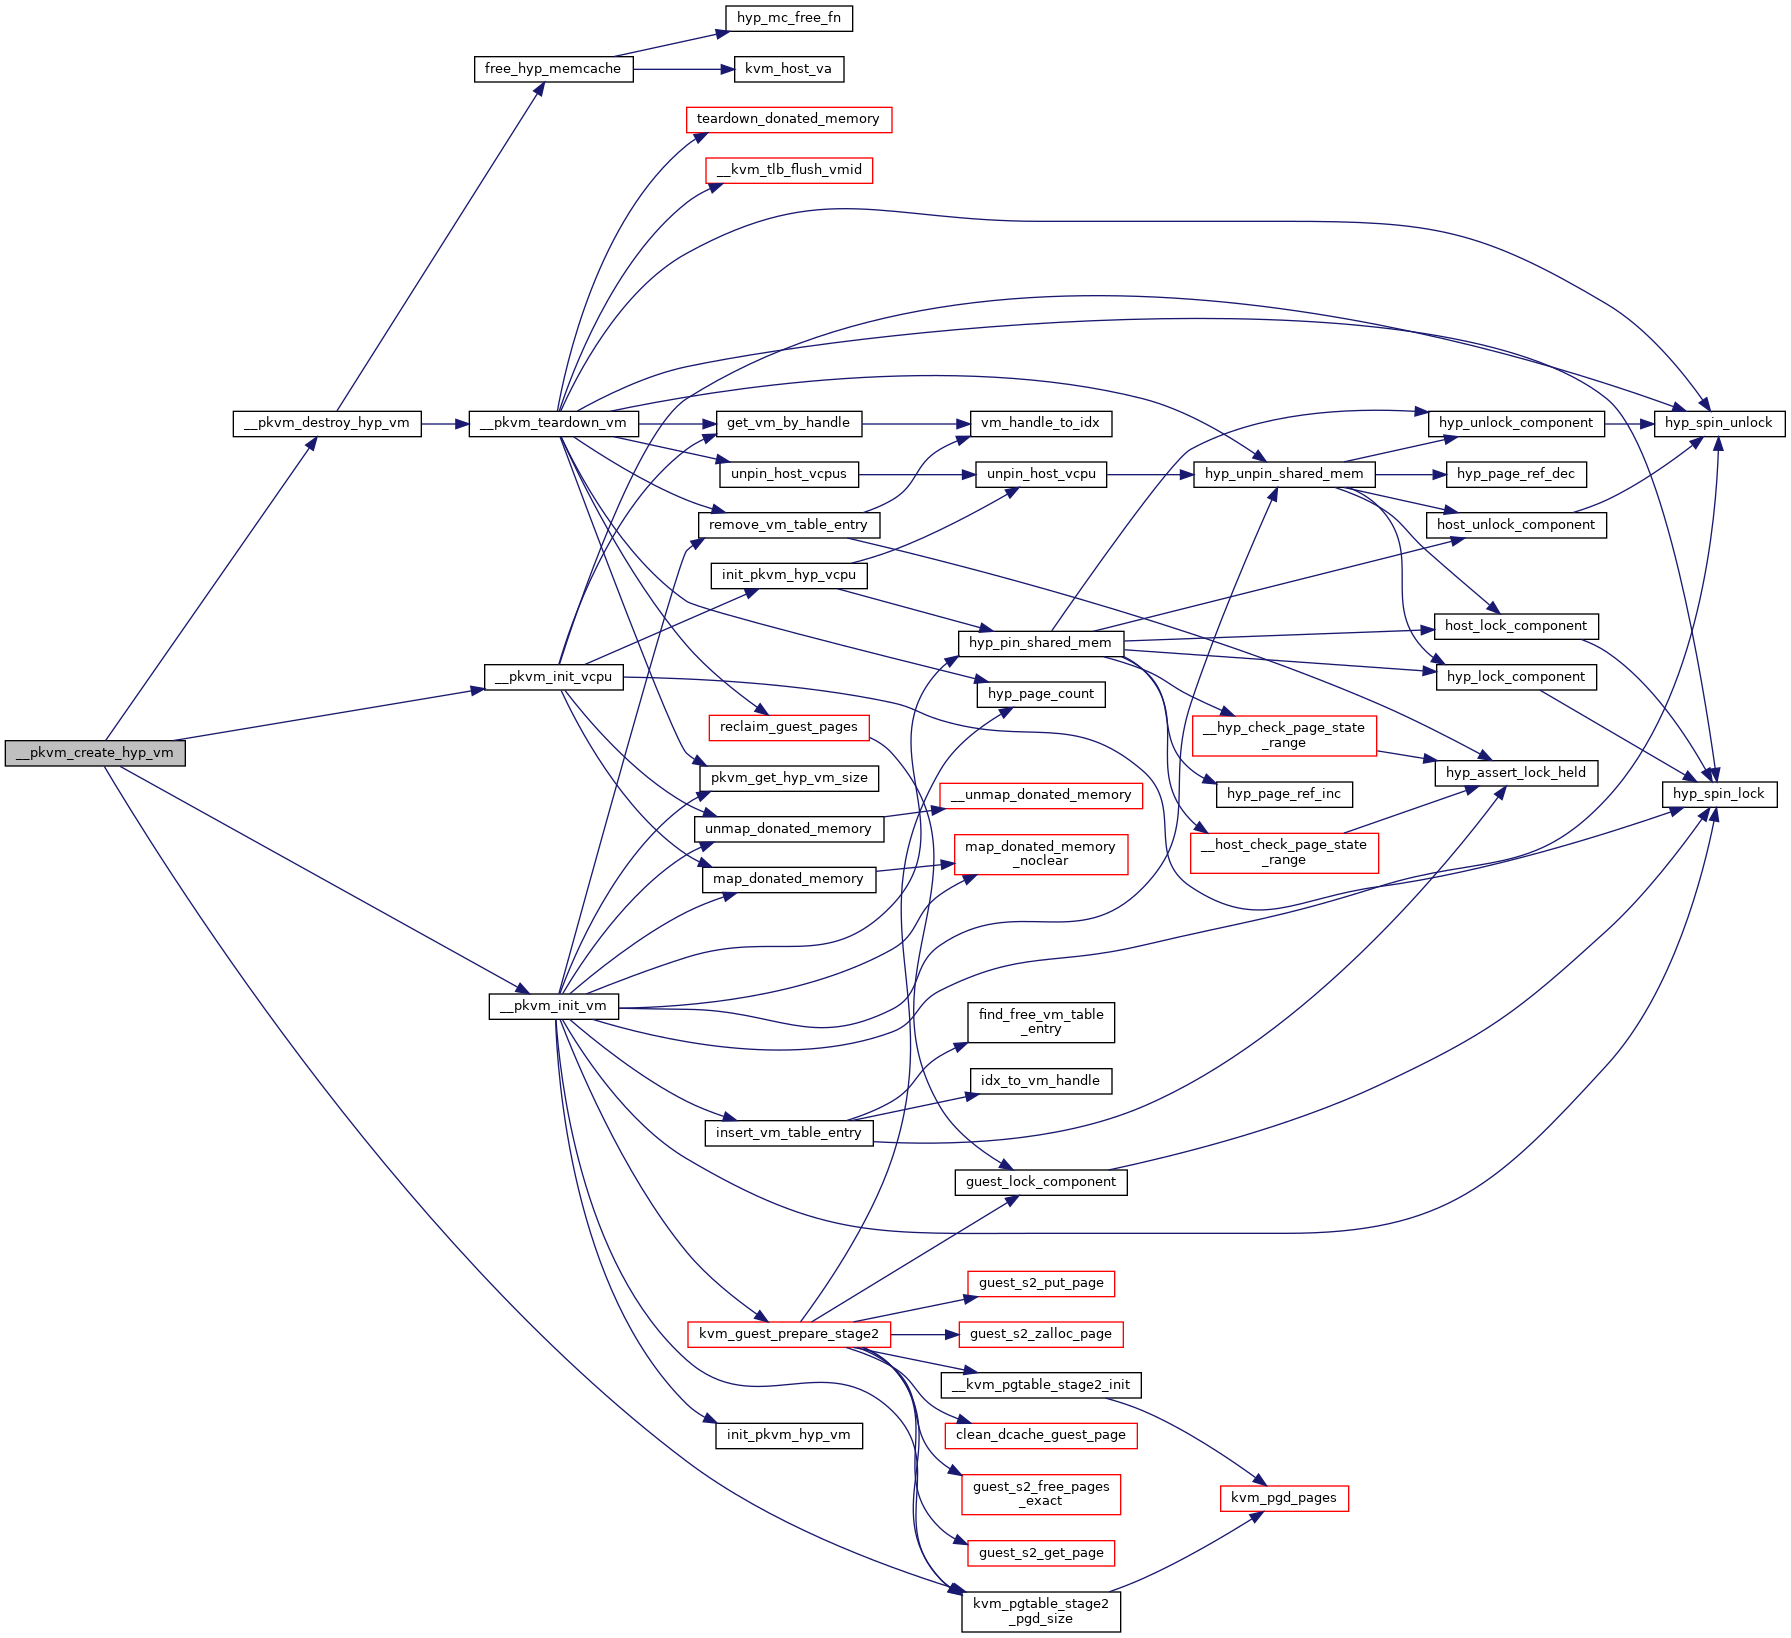 hyp_mc_free_fn
free_hyp_memcache
kvm_host_va
teardown_donated_memory
__kvm_tlb_flush_vmid
__pkvm_destroy_hyp_vm
__pkvm_teardown_vm
get_vm_by_handle
vm_handle_to_idx
hyp_unlock_component
hyp_spin_unlock
unpin_host_vcpus
unpin_host_vcpu
hyp_unpin_shared_mem
hyp_page_ref_dec
remove_vm_table_entry
host_unlock_component
init_pkvm_hyp_vcpu
host_lock_component
hyp_pin_shared_mem
__pkvm_init_vcpu
hyp_lock_component
hyp_page_count
reclaim_guest_pages
__hyp_check_page_state
_range
__pkvm_create_hyp_vm
hyp_assert_lock_held
pkvm_get_hyp_vm_size
__unmap_donated_memory
hyp_page_ref_inc
hyp_spin_lock
unmap_donated_memory
map_donated_memory
_noclear
__host_check_page_state
_range
map_donated_memory
__pkvm_init_vm
find_free_vm_table
_entry
idx_to_vm_handle
insert_vm_table_entry
guest_lock_component
guest_s2_put_page
kvm_guest_prepare_stage2
guest_s2_zalloc_page
__kvm_pgtable_stage2_init
init_pkvm_hyp_vm
clean_dcache_guest_page
guest_s2_free_pages
_exact
kvm_pgd_pages
guest_s2_get_page
kvm_pgtable_stage2
_pgd_size